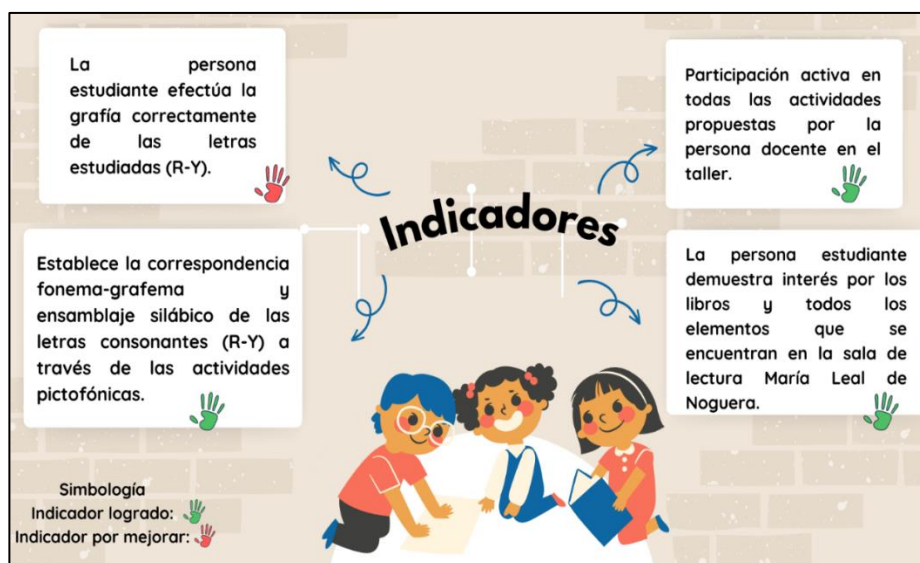 La persona
estudiante efectúa la
grafía correctamente
de las letras
estudiadas (R-Y).
Participación activa en
todas las actividades
propuestas por la
persona docente en el
taller.
Indicadores
Establece la correspondencia
fonema-grafema y
ensamblaje silábico de las
letras consonantes (R-Y) a
través de las actividades
pictofónicas.
La persona estudiante
demuestra interés por los
libros y todos los
elementos que se
encuentran en la sala de
lectura María Leal de
Noguera.
Simbología
Indicador logrado:
Indicador por mejorar: